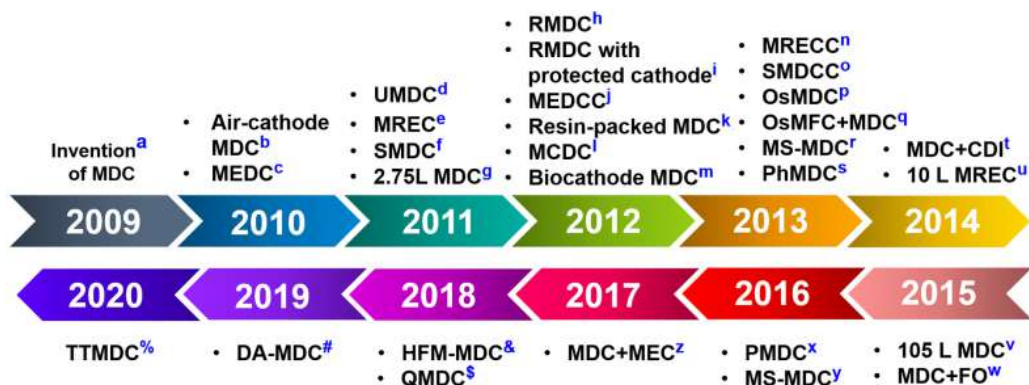 Invention^a
of MDC
• Air-cathode
MDC^b
• MEDC^c
• UMDC^d
• MREC^e
• SMDC^f
• 2.75L MDC^g
• RMDC^h
• RMDC with
protected cathode^i
• MEDCC^j
• Resin-packed MDC^k
• MCDC^l
• Biocathode MDC^m
• MRECC^n
• SMDCC^o
• OsMDC^p
• OsMFC+MDC^q
• MS-MDC^r
• PhMDC^s
• MDC+CDI^t
• 10 L MREC^u
2009 2010 2011 2012 2013 2014
2020 2019 2018 2017 2016 2015
TTMDC^%
• DA-MDC^#
• HFM-MDC^&
• QMDC^$
• MDC+MEC^z
• PMDC^x
• MS-MDC^y
• 105 L MDC^v
• MDC+FO^w